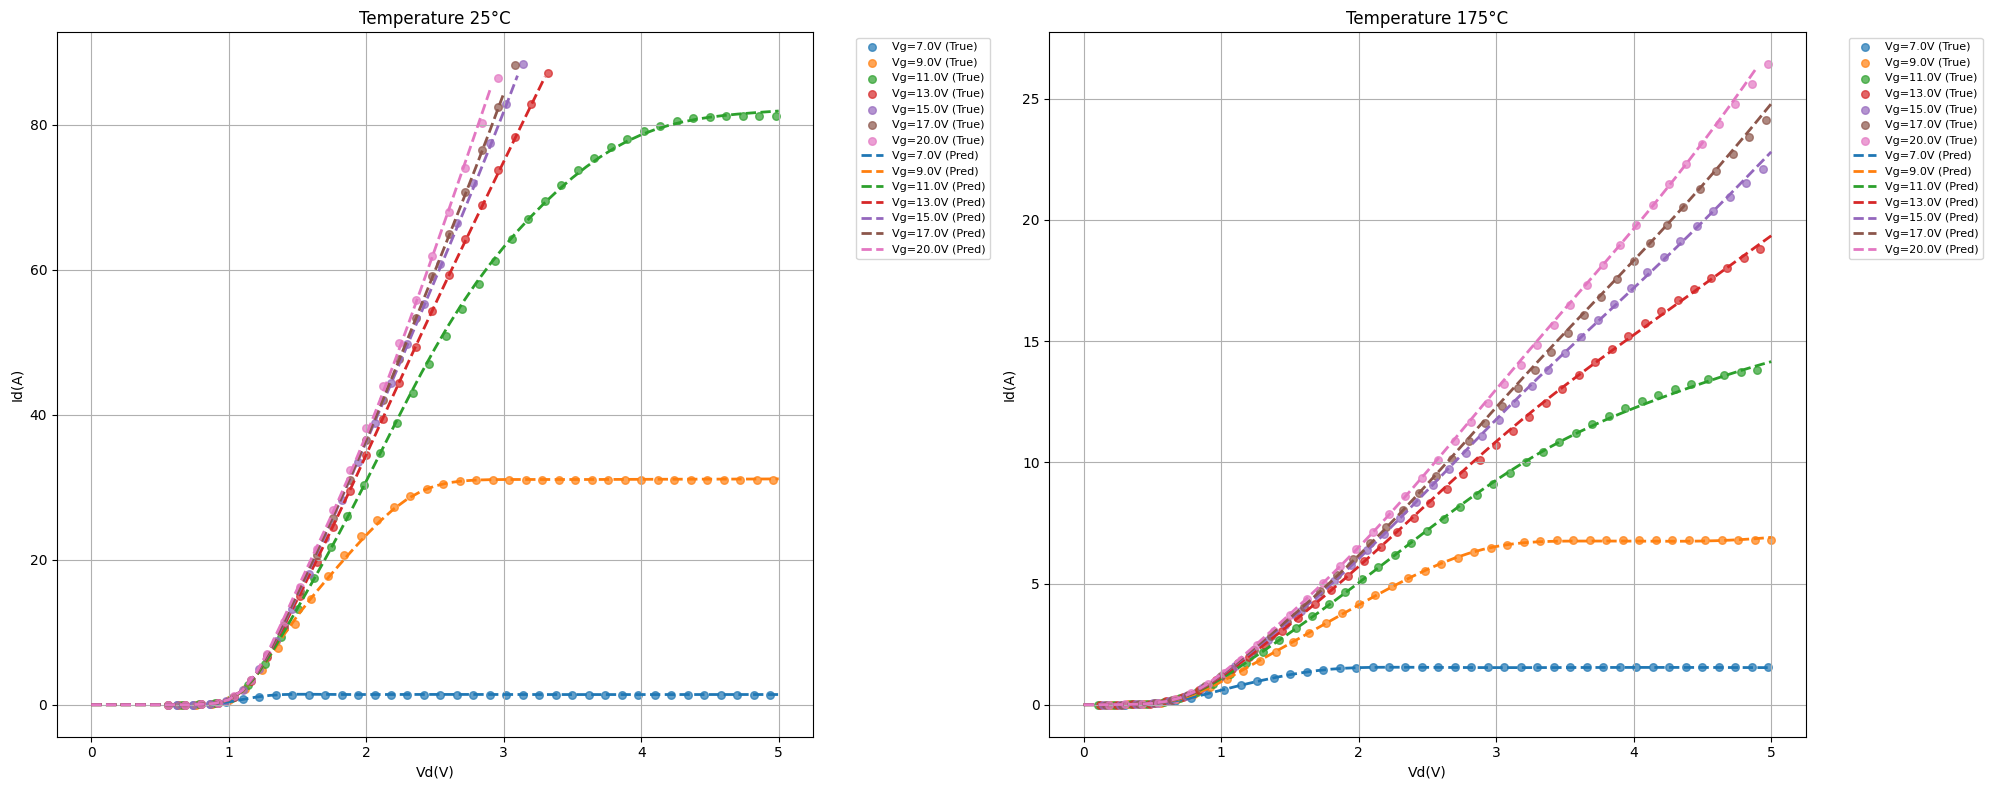 Temperature 25°C
80
60
40
20
0
Id(A)
0 1 2 3 4 5
Vd(V)
Vg=7.0V (True)
Vg=9.0V (True)
Vg=11.0V (True)
Vg=13.0V (True)
Vg=15.0V (True)
Vg=17.0V (True)
Vg=20.0V (True)
Vg=7.0V (Pred)
Vg=9.0V (Pred)
Vg=11.0V (Pred)
Vg=13.0V (Pred)
Vg=15.0V (Pred)
Vg=17.0V (Pred)
Vg=20.0V (Pred)
Temperature 175°C
25
20
15
10
5
0
Id(A)
0 1 2 3 4 5
Vd(V)
Vg=7.0V (True)
Vg=9.0V (True)
Vg=11.0V (True)
Vg=13.0V (True)
Vg=15.0V (True)
Vg=17.0V (True)
Vg=20.0V (True)
Vg=7.0V (Pred)
Vg=9.0V (Pred)
Vg=11.0V (Pred)
Vg=13.0V (Pred)
Vg=15.0V (Pred)
Vg=17.0V (Pred)
Vg=20.0V (Pred)